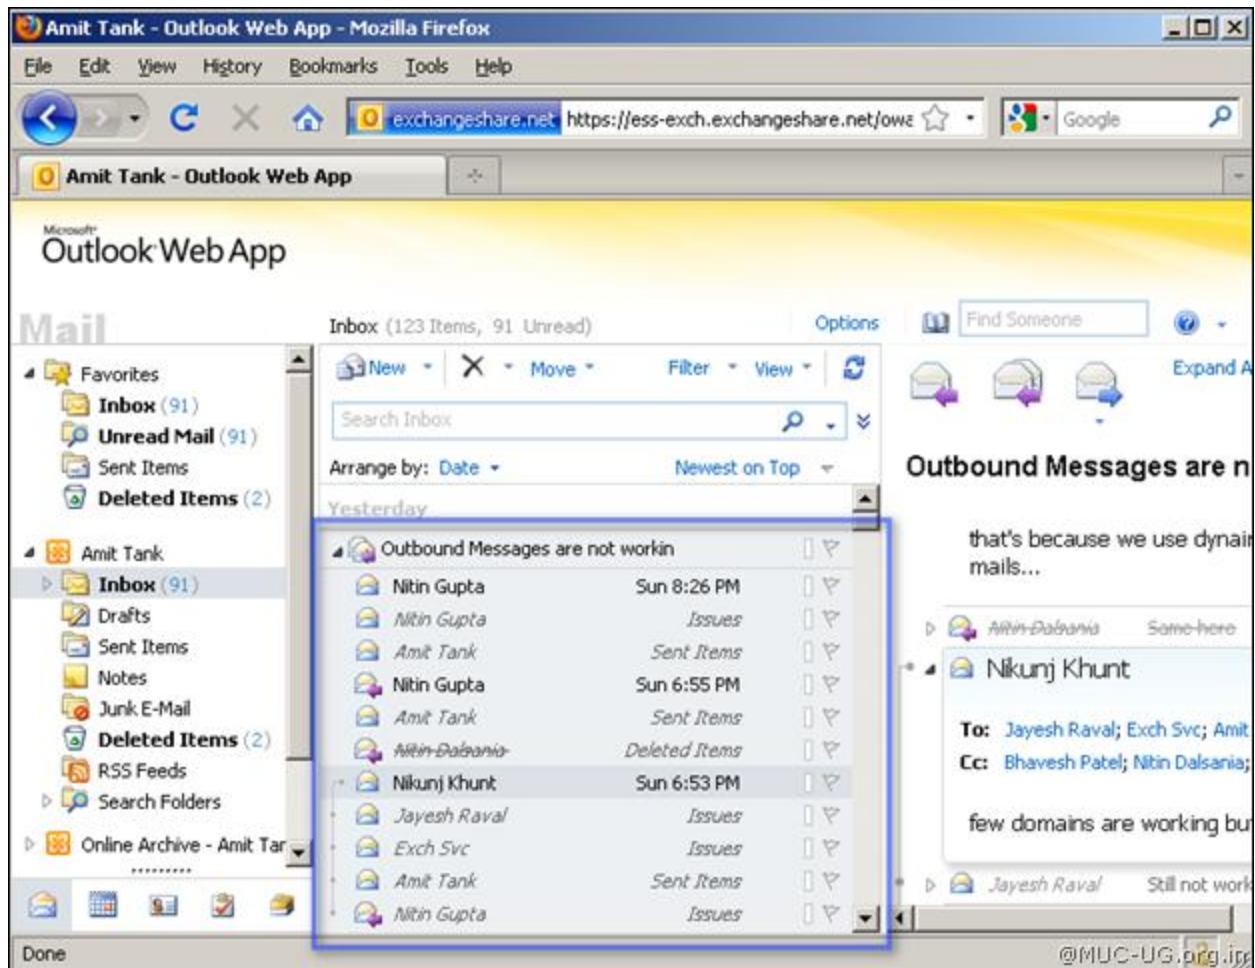 Amit Tank - Outlook Web App - Mozilla Firefox
File Edit View History Bookmarks Tools Help
exchangeshare.net https://ess-exch.exchangeshare.net/owa Google
Amit Tank - Outlook Web App
Microsoft
Outlook Web App
Mail
Inbox (123 Items, 91 Unread) Options Find Someone
Favorites
Inbox (91)
Unread Mail (91)
Sent Items
Deleted Items (2)
Amit Tank
Inbox (91)
Drafts
Sent Items
Notes
Junk E-Mail
Deleted Items (2)
RSS Feeds
Search Folders
Online Archive - Amit Tan
New Move Filter View
Search Inbox
Arrange by: Date Newest on Top
Yesterday
Outbound Messages are not workin
Nitin Gupta Sun 8:26 PM
Nitin Gupta Issues
Amit Tank Sent Items
Nitin Gupta Sun 6:55 PM
Amit Tank Sent Items
Nitin Dalsania Deleted Items
Nikunj Khunt Sun 6:53 PM
Jayesh Raval Issues
Exch Svc Issues
Amit Tank Sent Items
Nitin Gupta Issues
Expand A
Outbound Messages are n
that's because we use dynain
mails...
Nitin Dalsania Same here
Nikunj Khunt
To: Jayesh Raval; Exch Svc; Amit
Cc: Bhavesh Patel; Nitin Dalsania;
few domains are working but
Jayesh Raval Still not work
Done
@MUC-UG.org.in